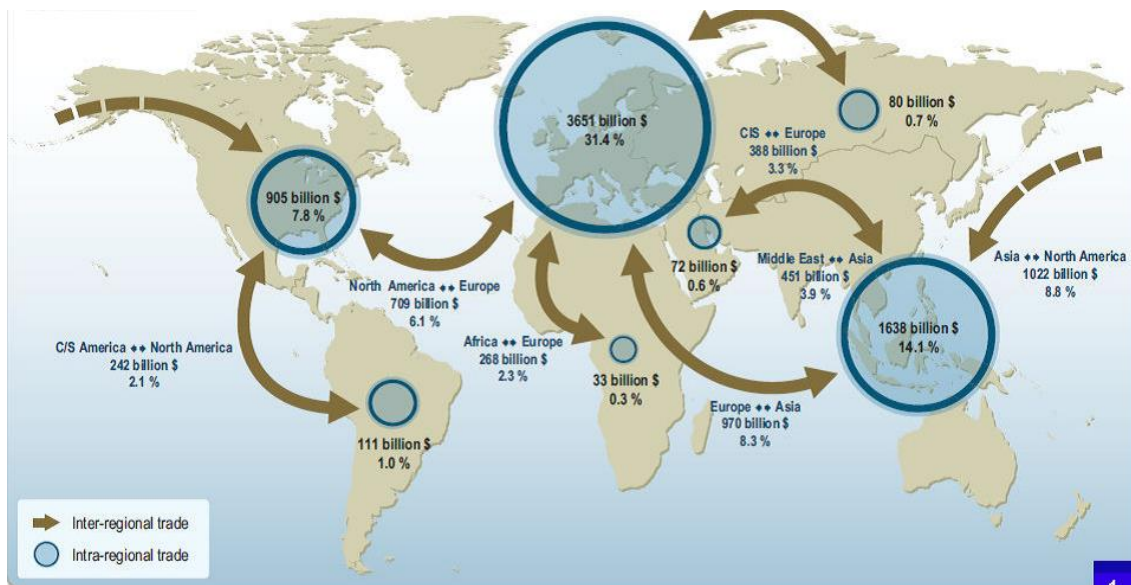 3651 billion $
31.4 %
80 billion $
0.7 %
CIS ◆◆ Europe
388 billion $
3.3 %
905 billion $
7.8 %
72 billion $
0.6 %
Middle East ◆◆ Asia
451 billion $
3.9 %
Asia ◆◆ North America
1022 billion $
8.8 %
North America ◆◆ Europe
709 billion $
6.1 %
1638 billion $
14.1 %
C/S America ◆◆ North America
242 billion $
2.1 %
Africa ◆◆ Europe
268 billion $
2.3 %
33 billion $
0.3 %
Europe ◆◆ Asia
970 billion $
8.3 %
111 billion $
1.0 %
Inter-regional trade
Intra-regional trade